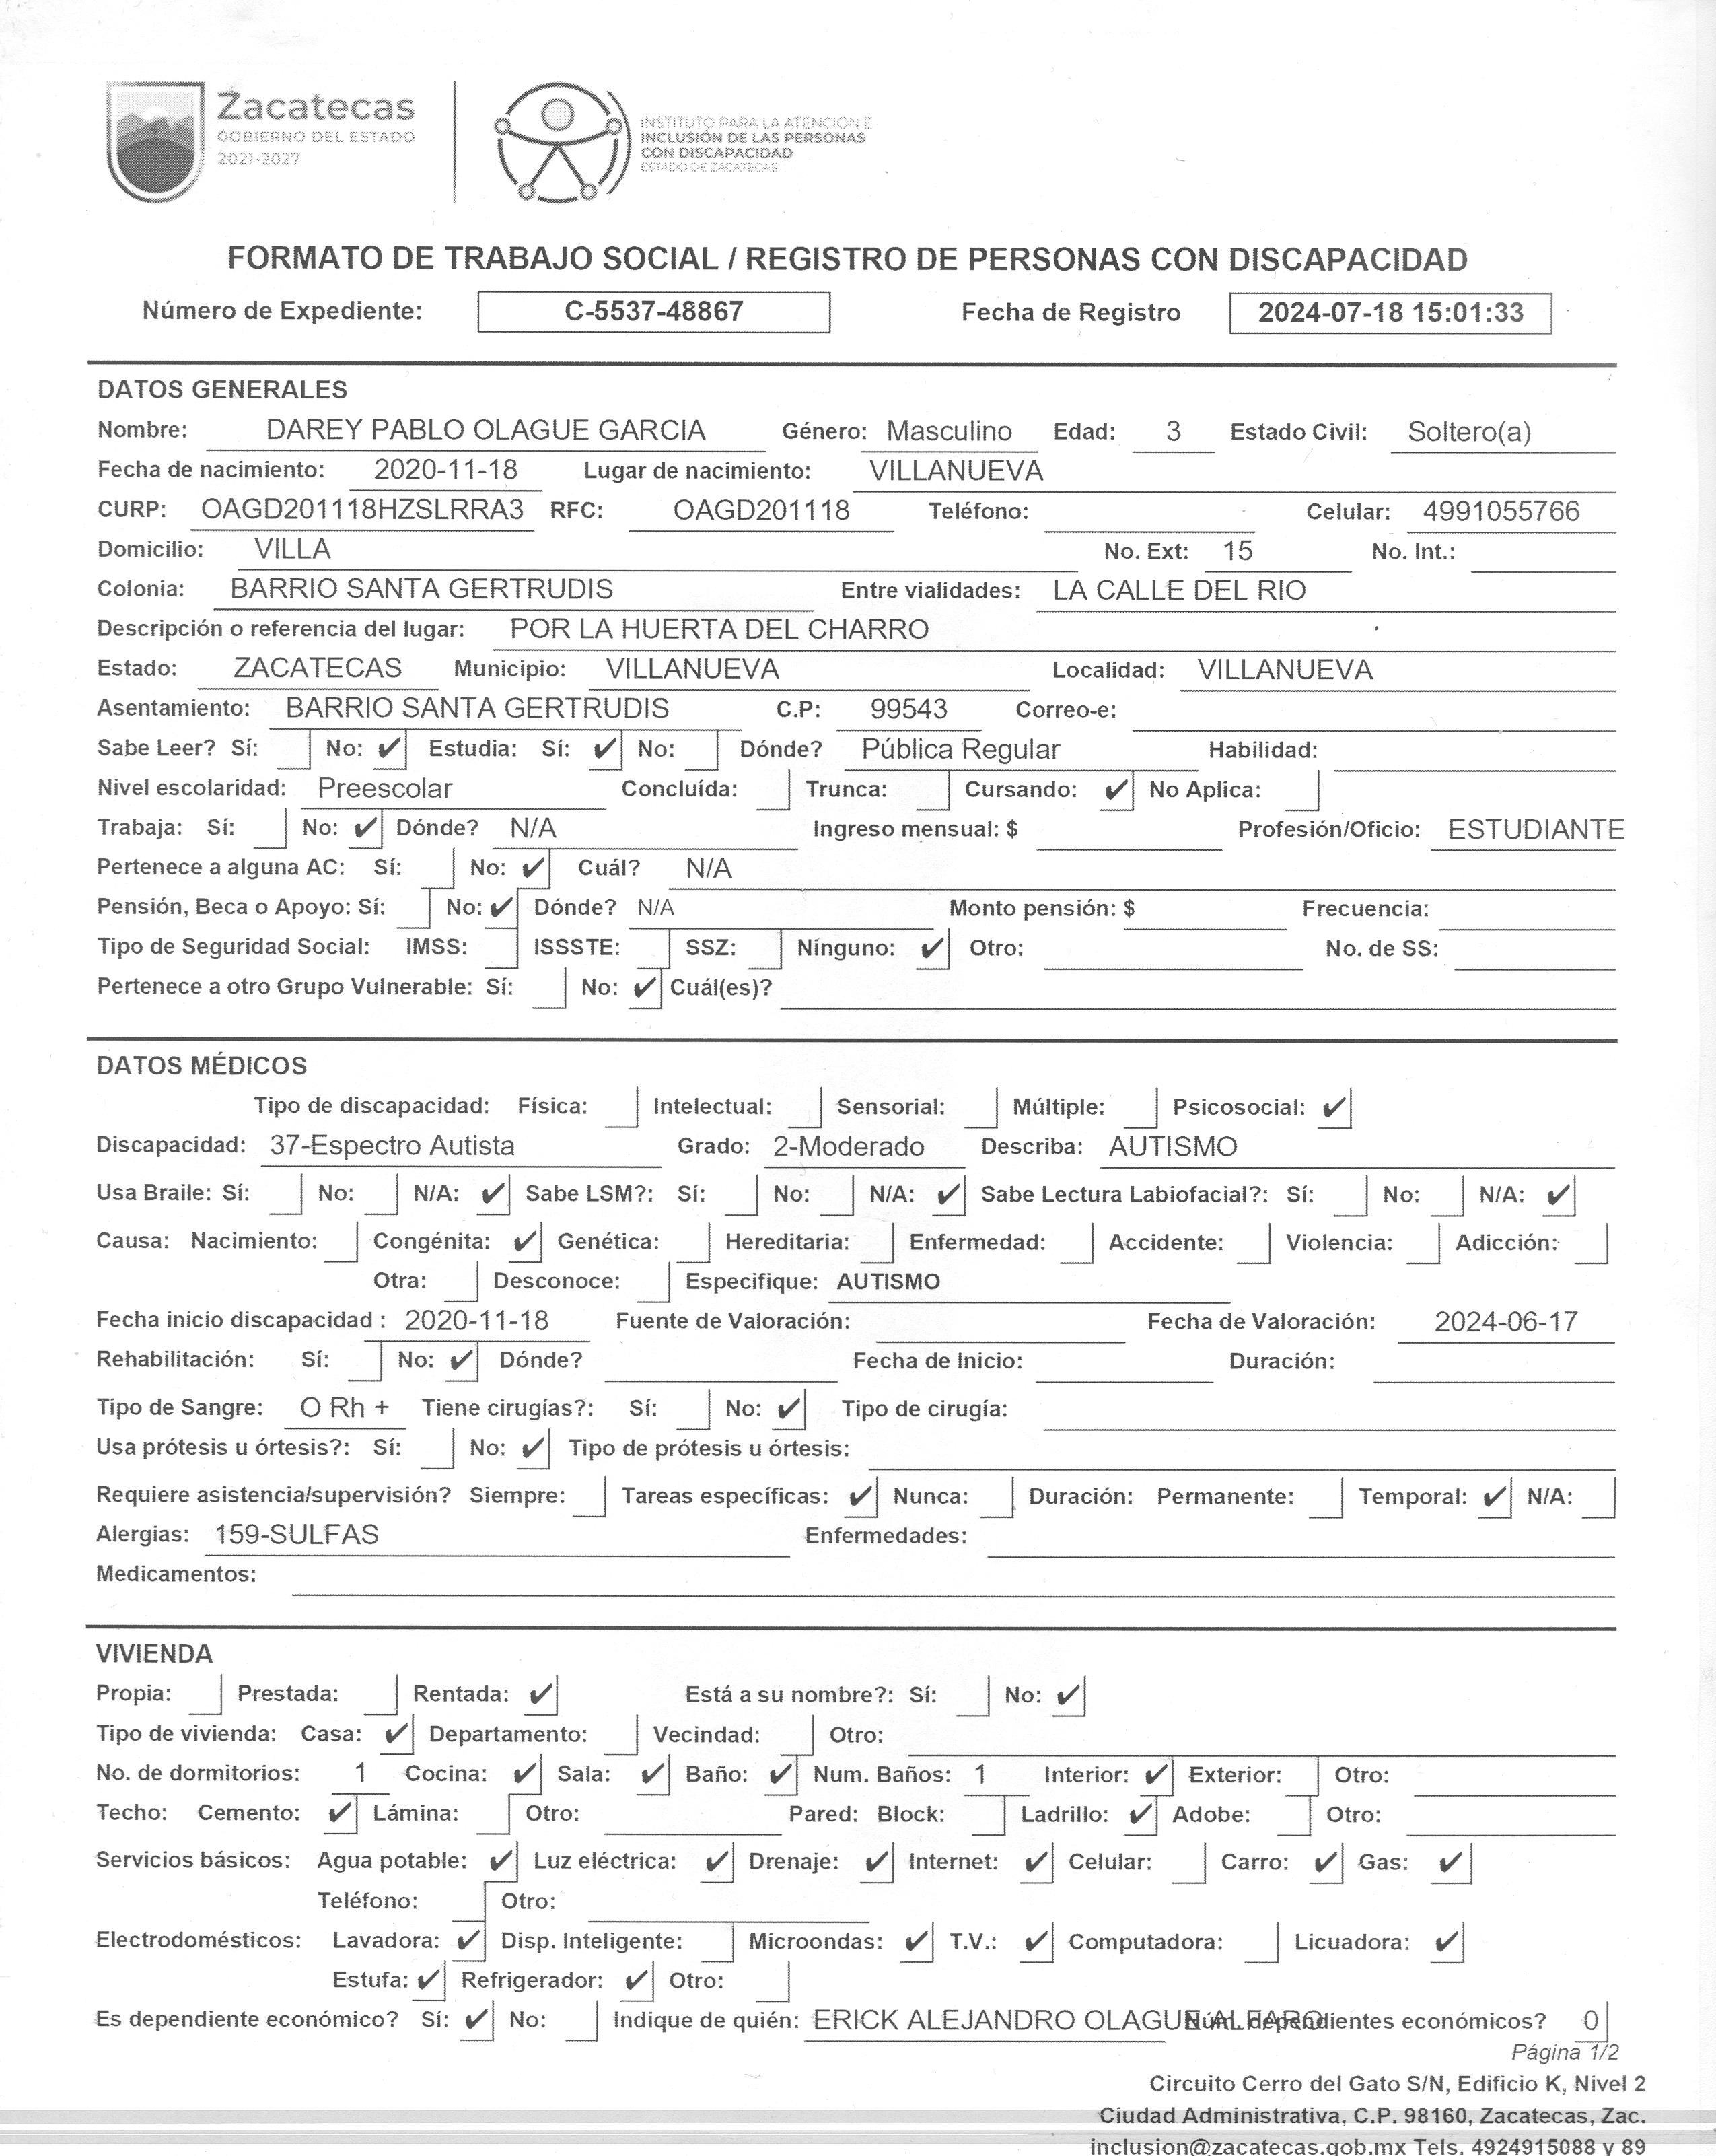 Zacatecas
GOBIERNO DEL ESTADO
2021-2027
INSTITUTO PARA LA ATENCIÓN E
INCLUSIÓN DE LAS PERSONAS
CON DISCAPACIDAD
ESTADO DE ZACATECAS
FORMATO DE TRABAJO SOCIAL / REGISTRO DE PERSONAS CON DISCAPACIDAD
Número de Expediente: C-5537-48867 Fecha de Registro 2024-07-18 15:01:33
DATOS GENERALES
Nombre: DAREY PABLO OLAGUE GARCIA Género: Masculino Edad: 3 Estado Civil: Soltero(a)
Fecha de nacimiento: 2020-11-18 Lugar de nacimiento: VILLANUEVA
CURP: OAGD201118HZSLRRA3 RFC: OAGD201118 Teléfono: Celular: 4991055766
Domicilio: VILLA No. Ext: 15 No. Int.:
Colonia: BARRIO SANTA GERTRUDIS Entre vialidades: LA CALLE DEL RIO
Descripción o referencia del lugar: POR LA HUERTA DEL CHARRO
Estado: ZACATECAS Municipio: VILLANUEVA Localidad: VILLANUEVA
Asentamiento: BARRIO SANTA GERTRUDIS C.P: 99543 Correo-e:
Sabe Leer? Sí: No: ✔ Estudia: Sí: ✔ No: Dónde? Pública Regular Habilidad:
Nivel escolaridad: Preescolar Concluída: Trunca: Cursando: ✔ No Aplica:
Trabaja: Sí: No: ✔ Dónde? N/A Ingreso mensual: $ Profesión/Oficio: ESTUDIANTE
Pertenece a alguna AC: Sí: No: ✔ Cuál? N/A
Pensión, Beca o Apoyo: Sí: No: ✔ Dónde? N/A Monto pensión: $ Frecuencia:
Tipo de Seguridad Social: IMSS: ISSSTE: SSZ: Ninguno: ✔ Otro: No. de SS:
Pertenece a otro Grupo Vulnerable: Sí: No: ✔ Cuál(es)?
DATOS MÉDICOS
Tipo de discapacidad: Física: Intelectual: Sensorial: Múltiple: Psicosocial: ✔
Discapacidad: 37-Espectro Autista Grado: 2-Moderado Describa: AUTISMO
Usa Braile: Sí: No: N/A: ✔ Sabe LSM?: Sí: No: N/A: ✔ Sabe Lectura Labiofacial?: Sí: No: N/A: ✔
Causa: Nacimiento: Congénita: ✔ Genética: Hereditaria: Enfermedad: Accidente: Violencia: Adicción:
Otra: Desconoce: Especifique: AUTISMO
Fecha inicio discapacidad : 2020-11-18 Fuente de Valoración: Fecha de Valoración: 2024-06-17
Rehabilitación: Sí: No: ✔ Dónde? Fecha de Inicio: Duración:
Tipo de Sangre: O Rh + Tiene cirugías?: Sí: No: ✔ Tipo de cirugía:
Usa prótesis u órtesis?: Sí: No: ✔ Tipo de prótesis u órtesis:
Requiere asistencia/supervisión? Siempre: Tareas específicas: ✔ Nunca: Duración: Permanente: Temporal: ✔ N/A:
Alergias: 159-SULFAS Enfermedades:
Medicamentos:
VIVIENDA
Propia: Prestada: Rentada: ✔ Está a su nombre?: Sí: No: ✔
Tipo de vivienda: Casa: ✔ Departamento: Vecindad: Otro:
No. de dormitorios: 1 Cocina: ✔ Sala: ✔ Baño: ✔ Num. Baños: 1 Interior: ✔ Exterior: Otro:
Techo: Cemento: ✔ Lámina: Otro: Pared: Block: Ladrillo: ✔ Adobe: Otro:
Servicios básicos: Agua potable: ✔ Luz eléctrica: ✔ Drenaje: ✔ Internet: ✔ Celular: Carro: ✔ Gas: ✔
Teléfono: Otro:
Electrodomésticos: Lavadora: ✔ Disp. Inteligente: Microondas: ✔ T.V.: ✔ Computadora: Licuadora: ✔
Estufa: ✔ Refrigerador: ✔ Otro:
Es dependiente económico? Sí: ✔ No: Indique de quién: ERICK ALEJANDRO OLAGUE ALFARO Núm. dependientes económicos? 0
Página 1/2
Circuito Cerro del Gato S/N, Edificio K, Nivel 2
Ciudad Administrativa, C.P. 98160, Zacatecas, Zac.
inclusion@zacatecas.gob.mx Tels. 4924915088 y 89